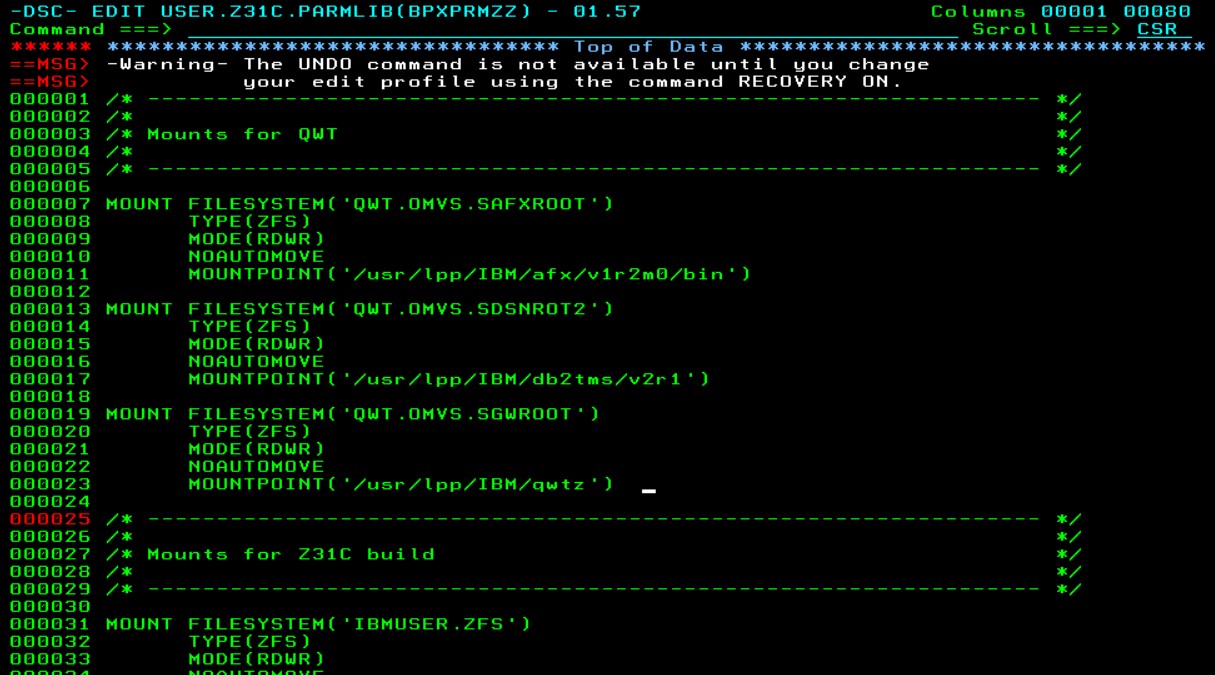 -DSC- EDIT USER.Z31C.PARMLIB(BPXPRMZZ) - 01.57 Columns 00001 00080
Command ===> Scroll ===> CSR
****** ********************************* Top of Data **********************************
==MSG> -Warning- The UNDO command is not available until you change
==MSG> your edit profile using the command RECOVERY ON.
000001 /* ----------------------------------------------------------------- */
000002 /* */
000003 /* Mounts for QWT */
000004 /* */
000005 /* ----------------------------------------------------------------- */
000006
000007 MOUNT FILESYSTEM('QWT.OMVS.SAFXROOT')
000008 TYPE(ZFS)
000009 MODE(RDWR)
000010 NOAUTOMOVE
000011 MOUNTPOINT('/usr/lpp/IBM/afx/v1r2m0/bin')
000012
000013 MOUNT FILESYSTEM('QWT.OMVS.SDSNROT2')
000014 TYPE(ZFS)
000015 MODE(RDWR)
000016 NOAUTOMOVE
000017 MOUNTPOINT('/usr/lpp/IBM/db2tms/v2r1')
000018
000019 MOUNT FILESYSTEM('QWT.OMVS.SGWROOT')
000020 TYPE(ZFS)
000021 MODE(RDWR)
000022 NOAUTOMOVE
000023 MOUNTPOINT('/usr/lpp/IBM/qwtz')
000024
000025 /* ----------------------------------------------------------------- */
000026 /* */
000027 /* Mounts for Z31C build */
000028 /* */
000029 /* ----------------------------------------------------------------- */
000030
000031 MOUNT FILESYSTEM('IBMUSER.ZFS')
000032 TYPE(ZFS)
000033 MODE(RDWR)
000034 NOAUTOMOVE